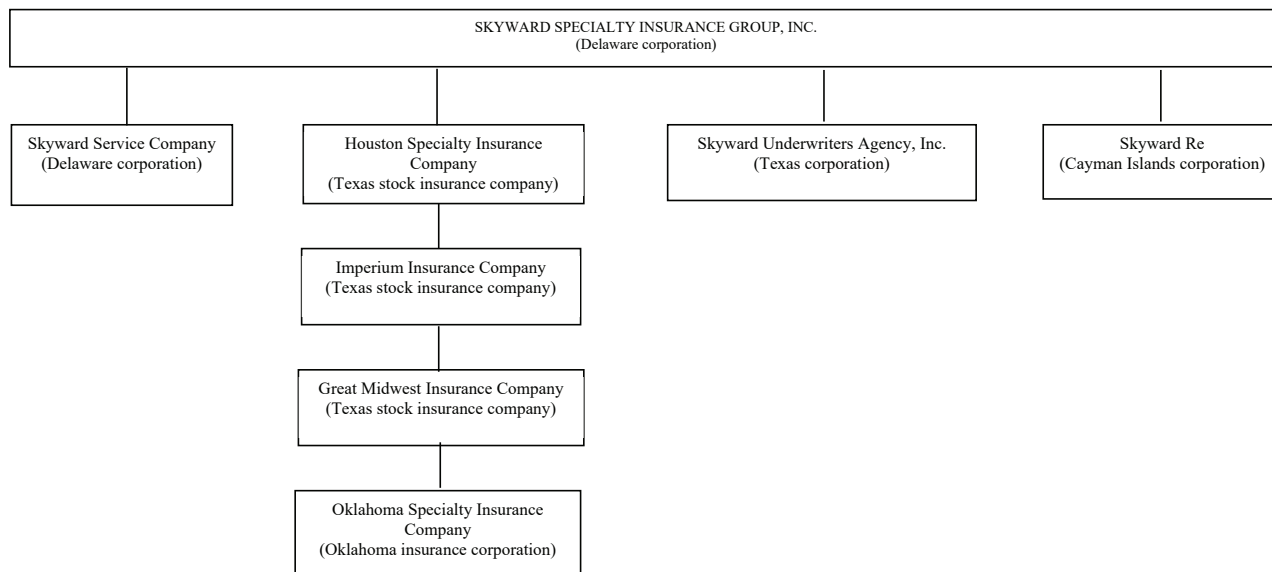 SKYWARD SPECIALTY INSURANCE GROUP, INC.
(Delaware corporation)
Skyward Service Company
(Delaware corporation)
Houston Specialty Insurance
Company
(Texas stock insurance company)
Skyward Underwriters Agency, Inc.
(Texas corporation)
Skyward Re
(Cayman Islands corporation)
Imperium Insurance Company
(Texas stock insurance company)
Great Midwest Insurance Company
(Texas stock insurance company)
Oklahoma Specialty Insurance
Company
(Oklahoma insurance corporation)